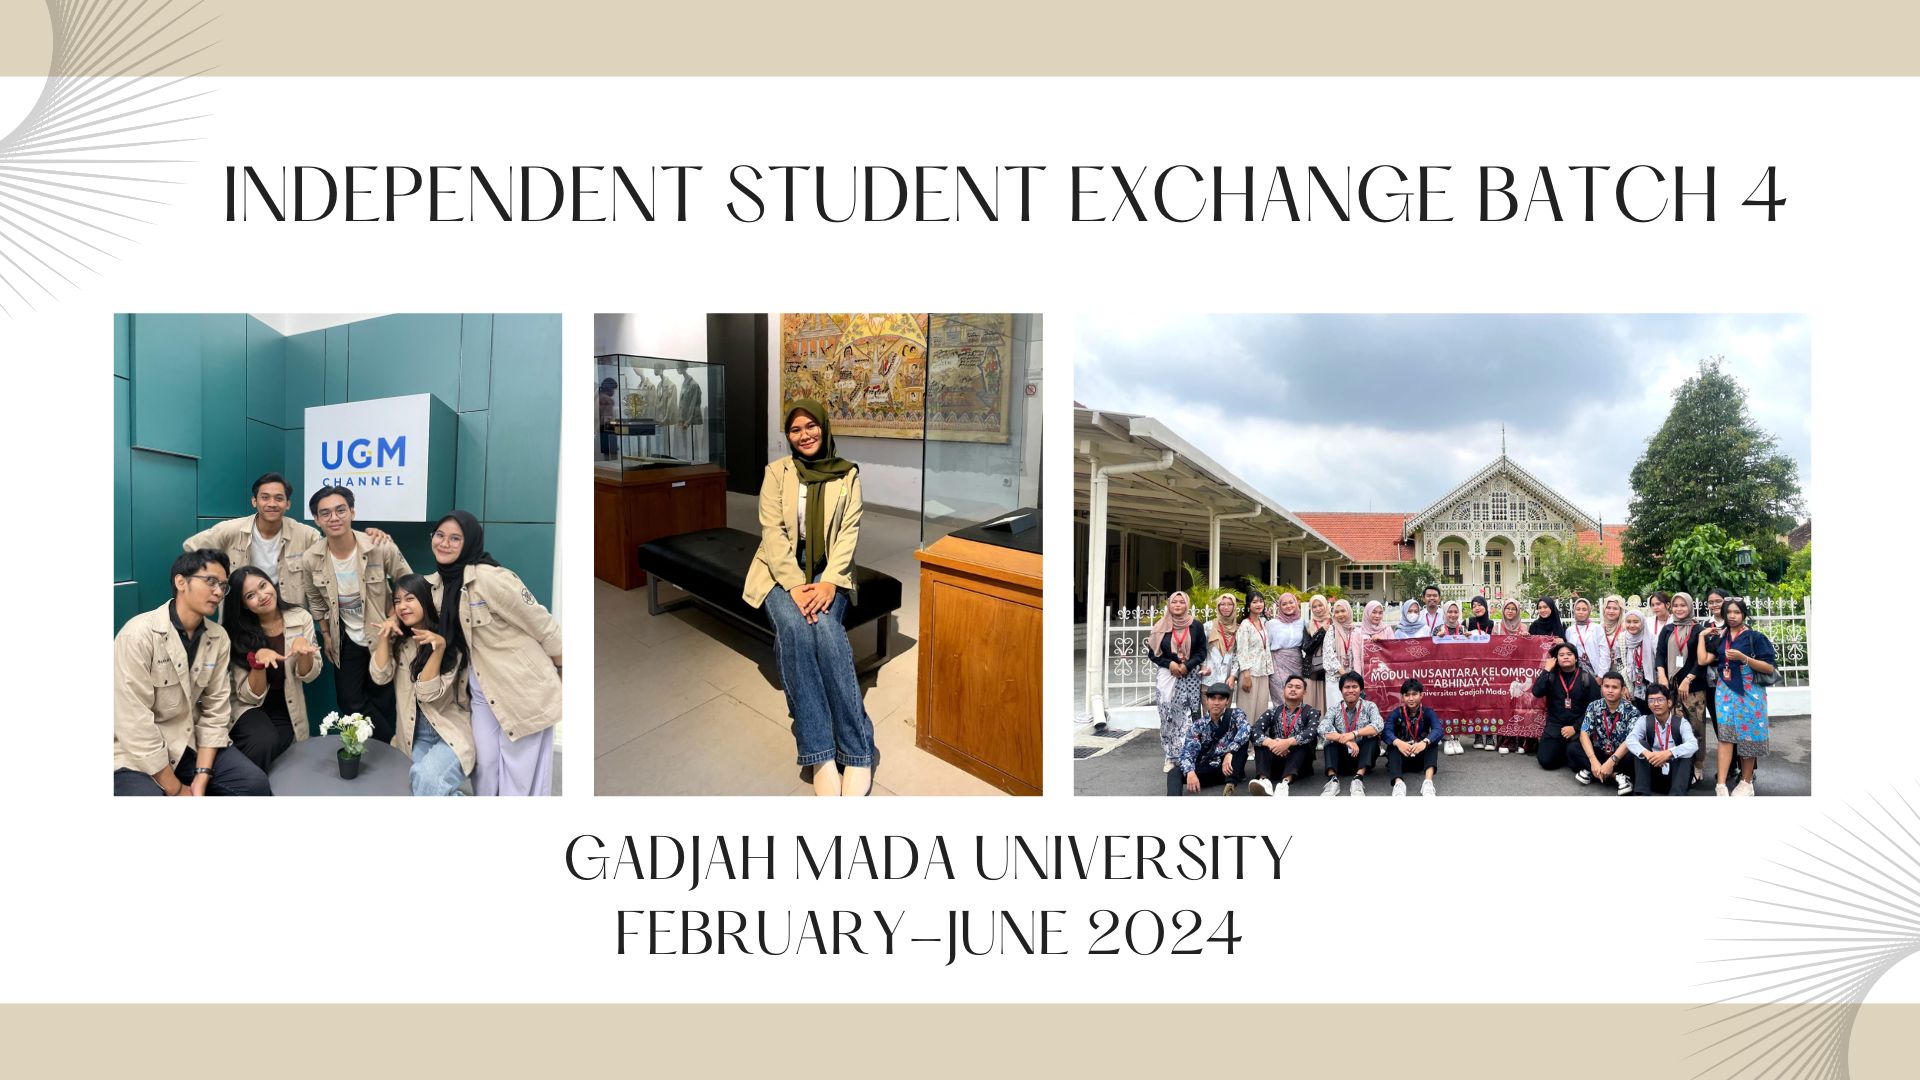 INDEPENDENT STUDENT EXCHANGE BATCH 4
UGM
CHANNEL
MODUL NUSANTARA KELOMPOK
"ABHINAYA"
Universitas Gadjah Mada
GADJAH MADA UNIVERSITY
FEBRUARY-JUNE 2024